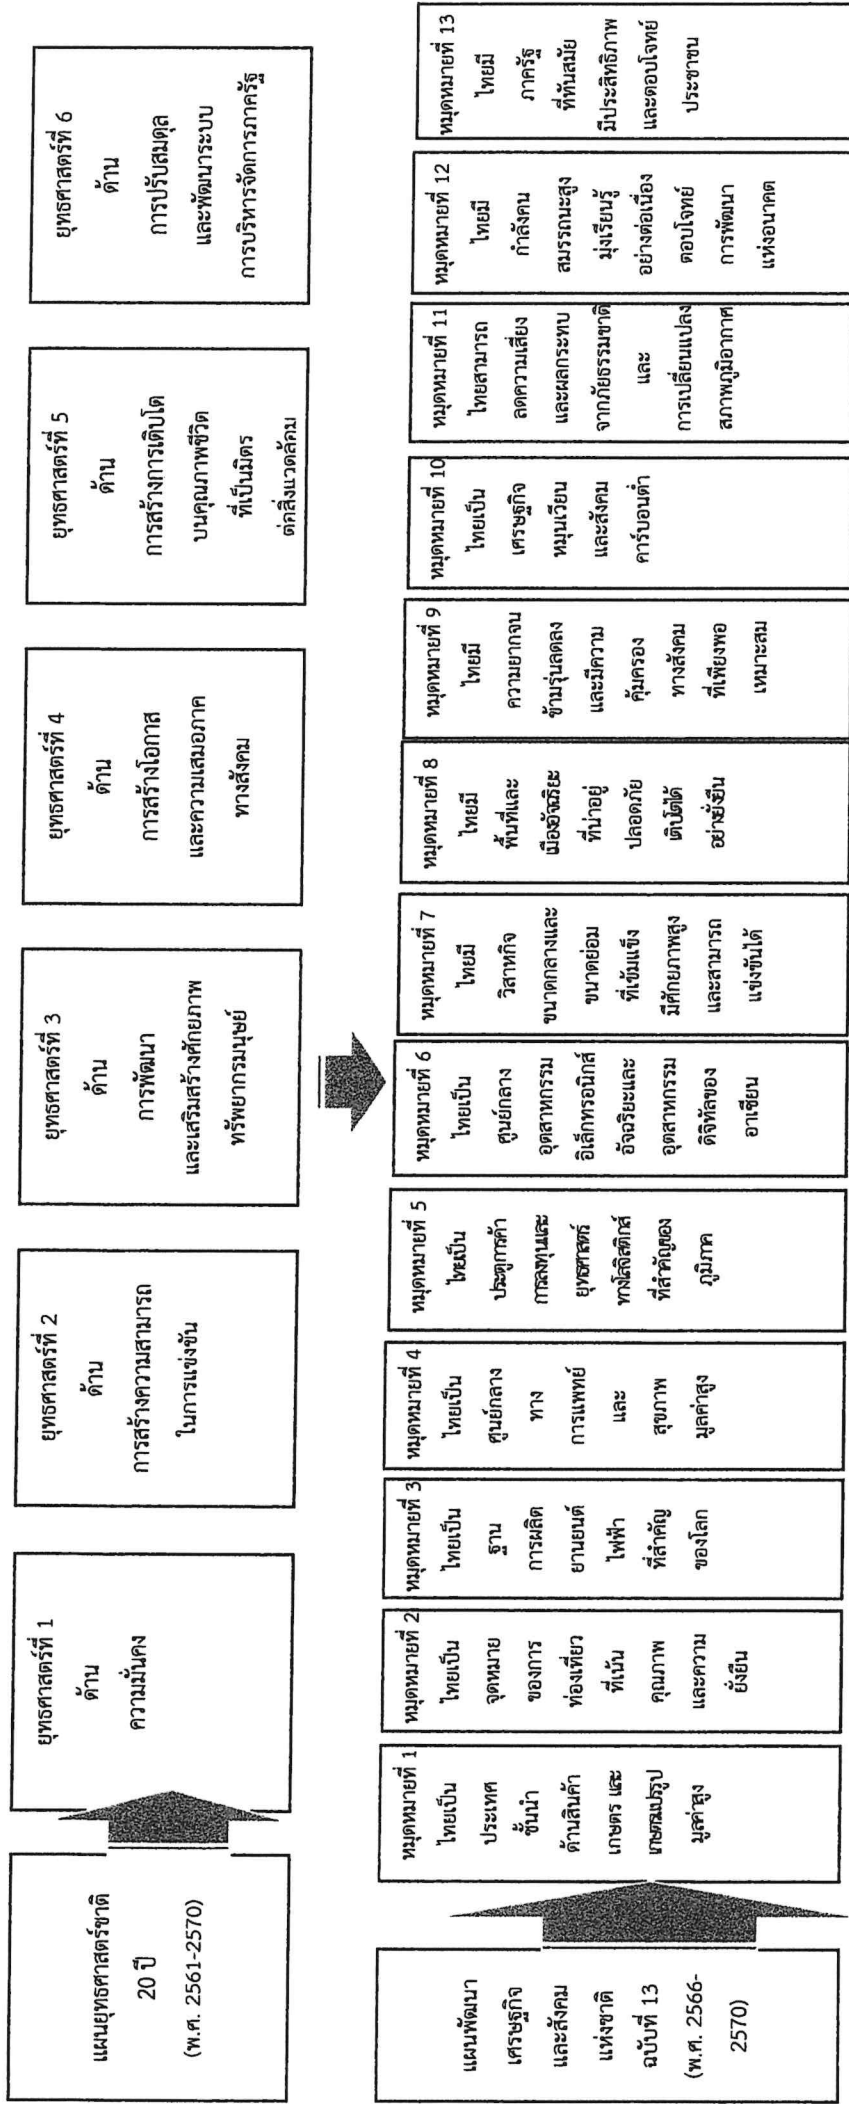 แผนยุทธศาสตร์ชาติ
20 ปี
(พ.ศ. 2561-2570)
ยุทธศาสตร์ที่ 1
ด้าน
ความมั่นคง
ยุทธศาสตร์ที่ 2
ด้าน
การสร้างความสามารถ
ในการแข่งขัน
ยุทธศาสตร์ที่ 3
ด้าน
การพัฒนา
และเสริมสร้างศักยภาพ
ทรัพยากรมนุษย์
ยุทธศาสตร์ที่ 4
ด้าน
การสร้างโอกาส
และความเสมอภาค
ทางสังคม
ยุทธศาสตร์ที่ 5
ด้าน
การสร้างการเติบโต
บนคุณภาพชีวิต
ที่เป็นมิตร
ต่อสิ่งแวดล้อม
ยุทธศาสตร์ที่ 6
ด้าน
การปรับสมดุล
และพัฒนาระบบ
การบริหารจัดการภาครัฐ
แผนพัฒนา
เศรษฐกิจ
และสังคม
แห่งชาติ
ฉบับที่ 13
(พ.ศ. 2566-
2570)
หมุดหมายที่ 1
ไทยเป็น
ประเทศ
ชั้นนำ
ด้านสินค้า
เกษตร และ
เกษตรแปรรูป
มูลค่าสูง
หมุดหมายที่ 2
ไทยเป็น
จุดหมาย
ของการ
ท่องเที่ยว
ที่เน้น
คุณภาพ
และความ
ยั่งยืน
หมุดหมายที่ 3
ไทยเป็น
ฐาน
การผลิต
ยานยนต์
ไฟฟ้า
ที่สำคัญ
ของโลก
หมุดหมายที่ 4
ไทยเป็น
ศูนย์กลาง
ทาง
การแพทย์
และ
สุขภาพ
มูลค่าสูง
หมุดหมายที่ 5
ไทยเป็น
ประตูการค้า
การลงทุนและ
ยุทธศาสตร์
ทางโลจิสติกส์
ที่สำคัญของ
ภูมิภาค
หมุดหมายที่ 6
ไทยเป็น
ศูนย์กลาง
อุตสาหกรรม
อิเล็กทรอนิกส์
อัจฉริยะและ
อุตสาหกรรม
ดิจิทัลของ
อาเซียน
หมุดหมายที่ 7
ไทยมี
วิสาหกิจ
ขนาดกลางและ
ขนาดย่อม
ที่เข้มแข็ง
มีศักยภาพสูง
และสามารถ
แข่งขันได้
หมุดหมายที่ 8
ไทยมี
พื้นที่และ
เมืองอัจฉริยะ
ที่น่าอยู่
ปลอดภัย
เติบโตได้
อย่างยั่งยืน
หมุดหมายที่ 9
ไทยมี
ความยากจน
ข้ามรุ่นลดลง
และมีความ
คุ้มครอง
ทางสังคม
ที่เพียงพอ
เหมาะสม
หมุดหมายที่ 10
ไทยเป็น
เศรษฐกิจ
หมุนเวียน
และสังคม
คาร์บอนต่ำ
หมุดหมายที่ 11
ไทยสามารถ
ลดความเสี่ยง
และผลกระทบ
จากภัยธรรมชาติ
และ
การเปลี่ยนแปลง
สภาพภูมิอากาศ
หมุดหมายที่ 12
ไทยมี
กำลังคน
สมรรถนะสูง
มุ่งเรียนรู้
อย่างต่อเนื่อง
ตอบโจทย์
การพัฒนา
แห่งอนาคต
หมุดหมายที่ 13
ไทยมี
ภาครัฐ
ที่ทันสมัย
มีประสิทธิภาพ
และตอบโจทย์
ประชาชน